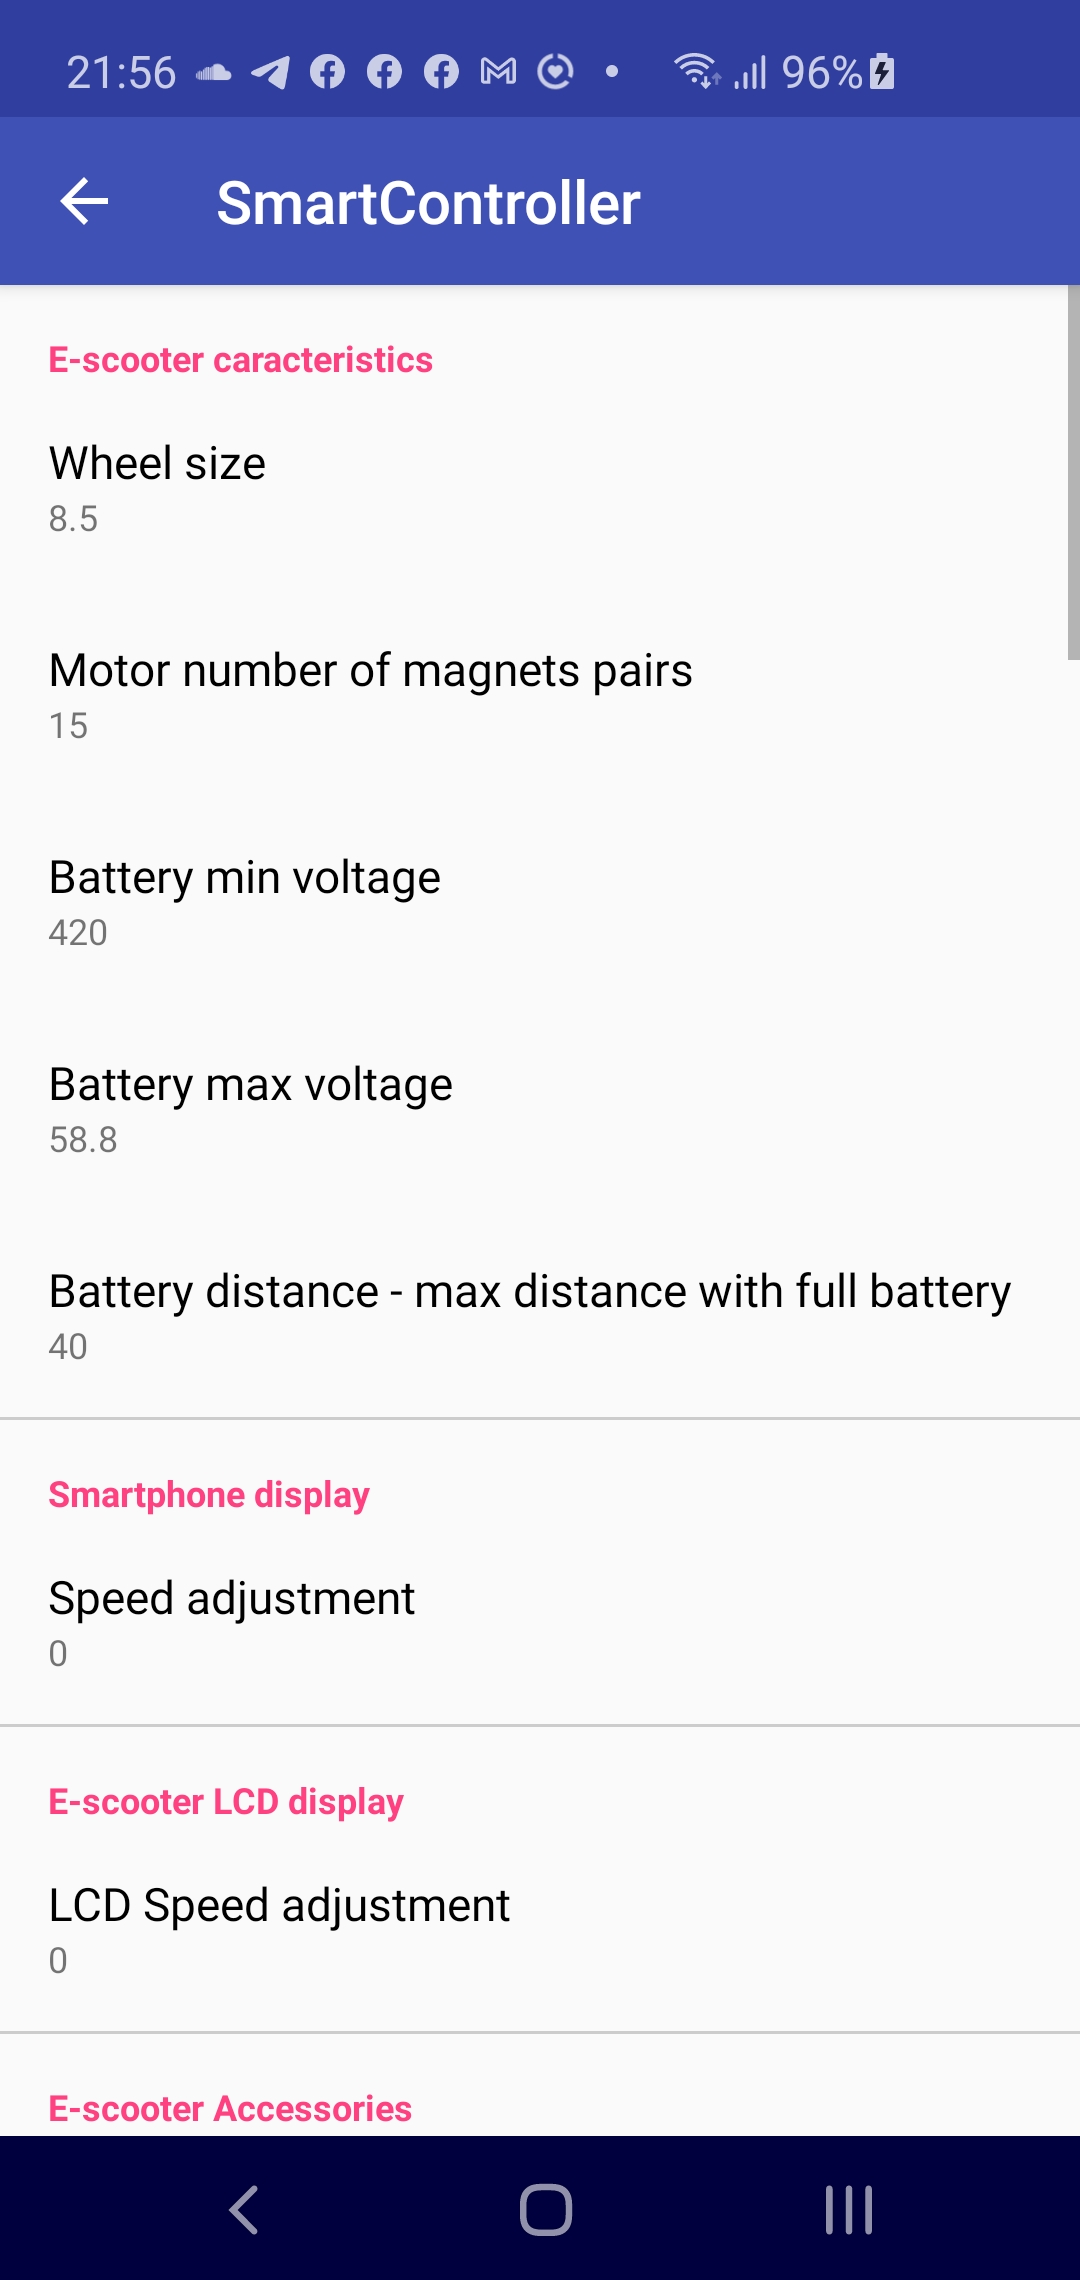 21:56 96%
SmartController
E-scooter caracteristics
Wheel size
8.5
Motor number of magnets pairs
15
Battery min voltage
420
Battery max voltage
58.8
Battery distance - max distance with full battery
40
Smartphone display
Speed adjustment
0
E-scooter LCD display
LCD Speed adjustment
0
E-scooter Accessories